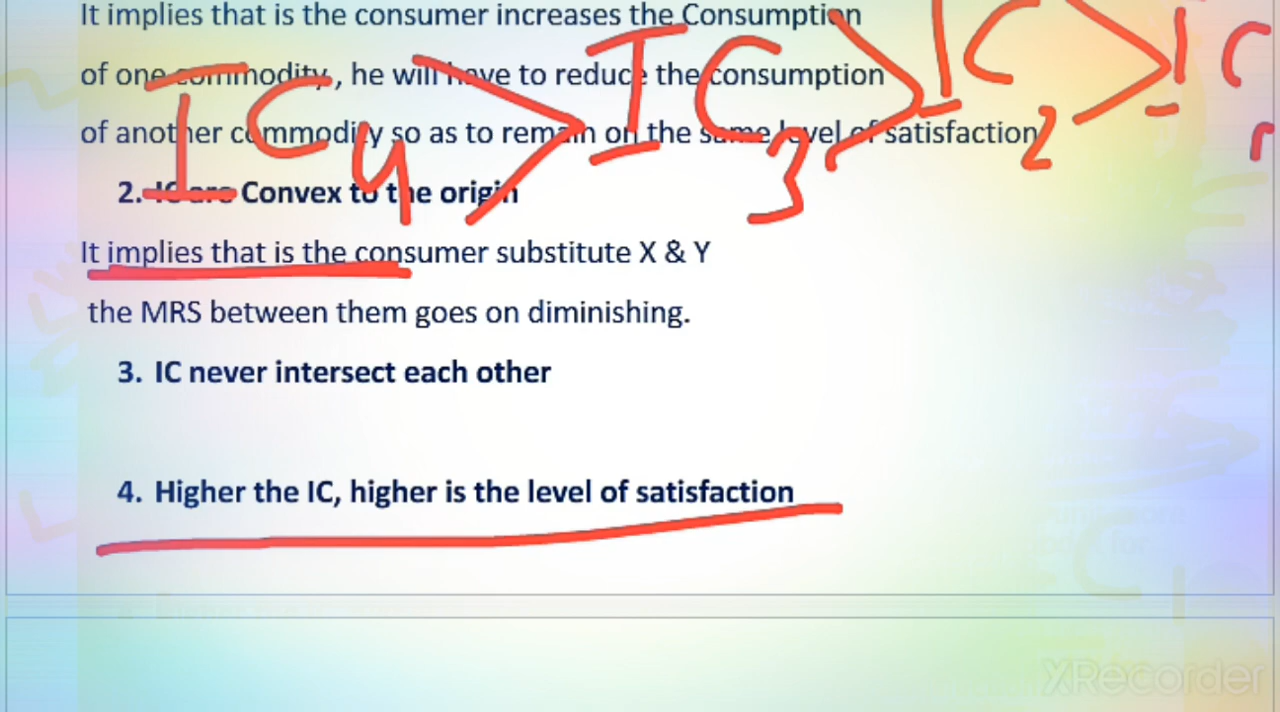 It implies that is the consumer increases the Consumption
of one commodity, he will have to reduce the consumption
of another commodity so as to remain on the same level of satisfaction
IC4 > IC3 > IC2 > IC1
2. IC are Convex to the origin
It implies that is the consumer substitute X & Y
the MRS between them goes on diminishing.
3. IC never intersect each other
4. Higher the IC, higher is the level of satisfaction
XRecorder